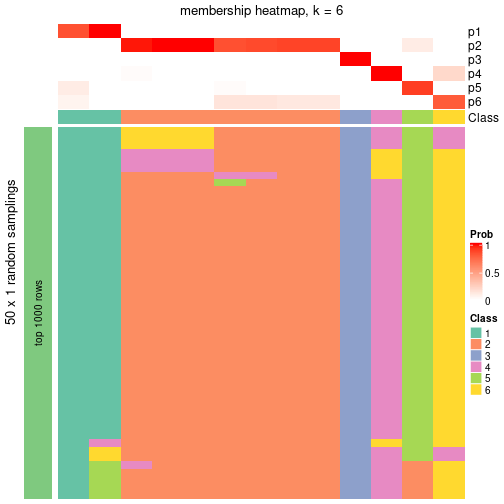 membership heatmap, k = 6
p1
p2
p3
p4
p5
p6
Class
50 x 1 random samplings
top 1000 rows
Prob
1
0.5
0
Class
1
2
3
4
5
6